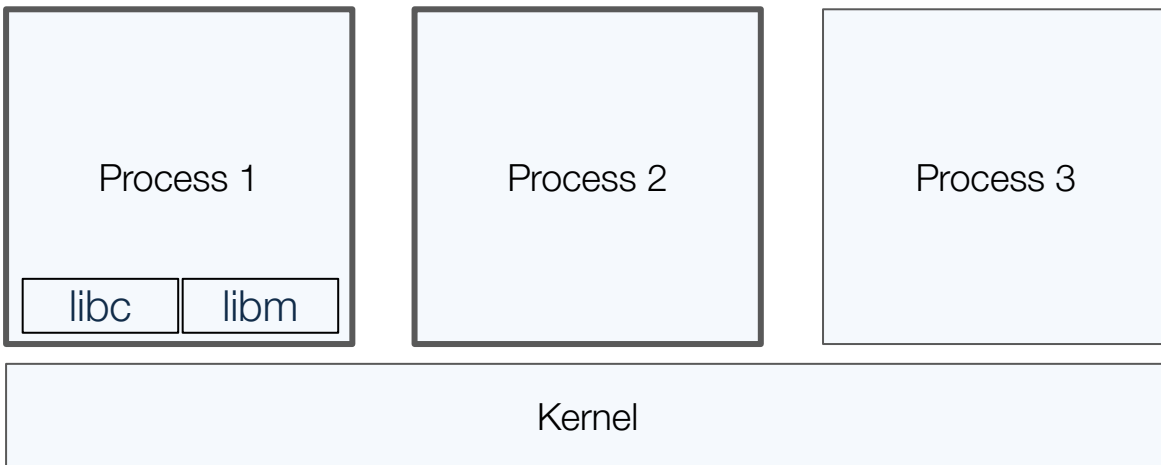 Process 1
Process 2
Process 3
libc
libm
Kernel